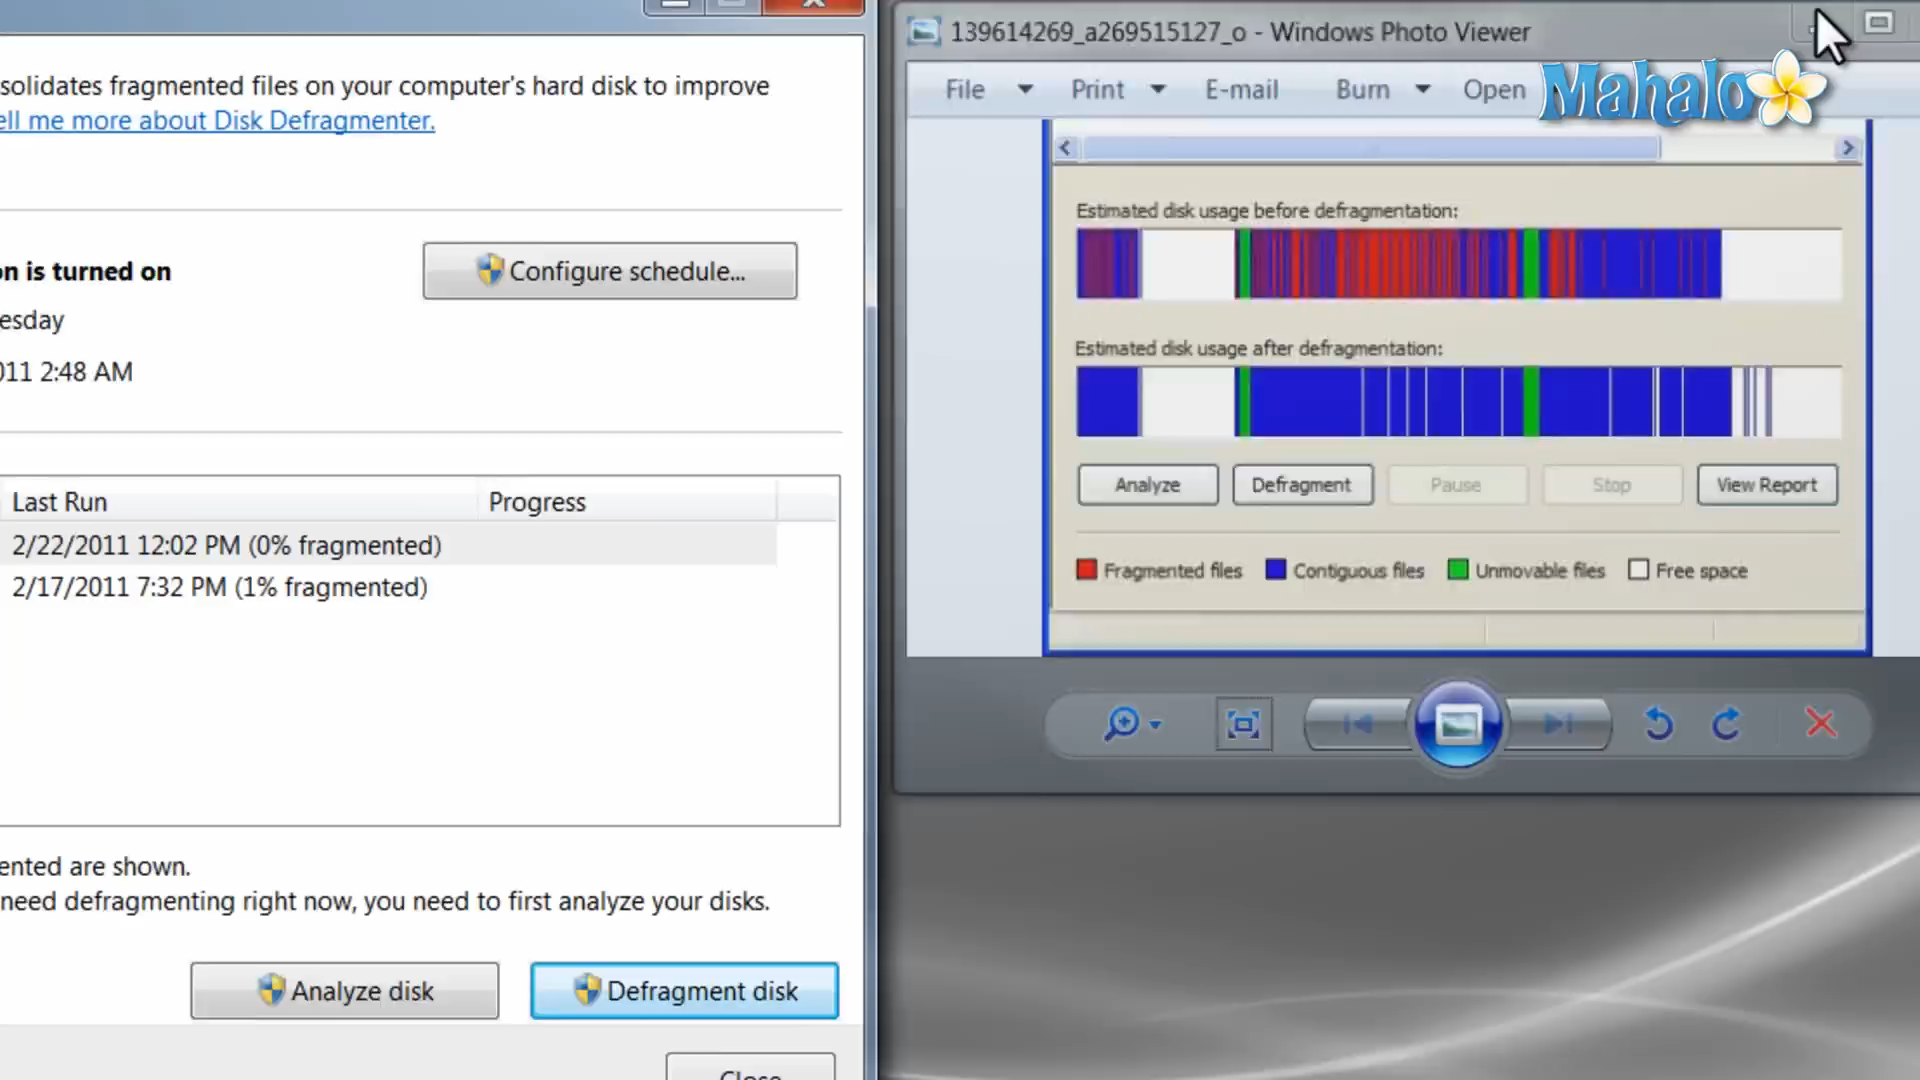 solidates fragmented files on your computer's hard disk to improve
ell me more about Disk Defragmenter.
on is turned on
Configure schedule...
esday
011 2:48 AM
Last Run Progress
2/22/2011 12:02 PM (0% fragmented)
2/17/2011 7:32 PM (1% fragmented)
ented are shown.
need defragmenting right now, you need to first analyze your disks.
Analyze disk Defragment disk
Close
139614269_a269515127_o - Windows Photo Viewer
File Print E-mail Burn Open
Mahalo
Estimated disk usage before defragmentation:
Estimated disk usage after defragmentation:
Analyze Defragment Pause Stop View Report
Fragmented files Contiguous files Unmovable files Free space